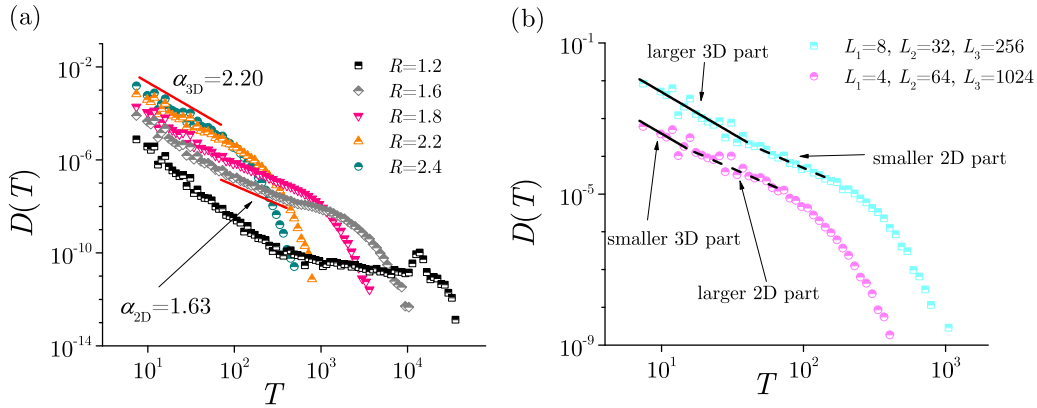 (a)
D(T)
10⁻²
10⁻⁶
10⁻¹⁰
10⁻¹⁴
10¹
10²
10³
10⁴
T
α₃D=2.20
α₂D=1.63
R=1.2
R=1.6
R=1.8
R=2.2
R=2.4
(b)
D(T)
10⁻¹
10⁻⁵
10⁻⁹
10¹
10²
10³
T
larger 3D part
smaller 2D part
smaller 3D part
larger 2D part
L₁=8, L₂=32, L₃=256
L₁=4, L₂=64, L₃=1024